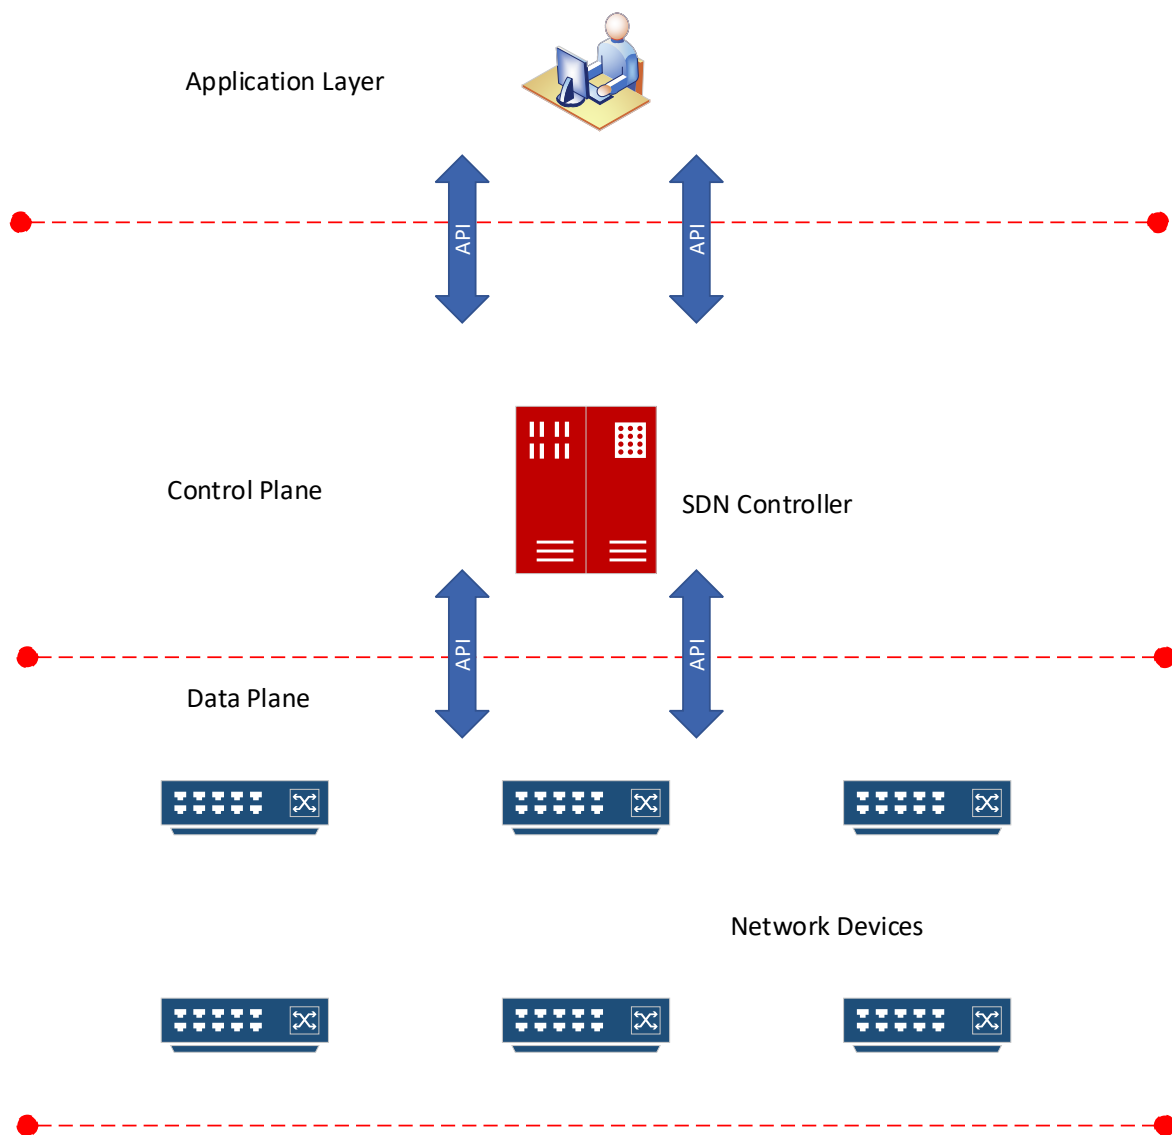 Application Layer
API
API
Control Plane
SDN Controller
API
API
Data Plane
Network Devices